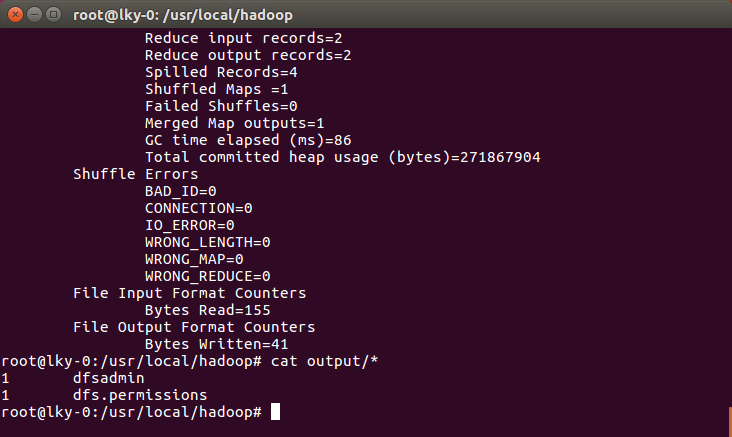 root@lky-0: /usr/local/hadoop
Reduce input records=2
Reduce output records=2
Spilled Records=4
Shuffled Maps =1
Failed Shuffles=0
Merged Map outputs=1
GC time elapsed (ms)=86
Total committed heap usage (bytes)=271867904
Shuffle Errors
BAD_ID=0
CONNECTION=0
IO_ERROR=0
WRONG_LENGTH=0
WRONG_MAP=0
WRONG_REDUCE=0
File Input Format Counters
Bytes Read=155
File Output Format Counters
Bytes Written=41
root@lky-0:/usr/local/hadoop# cat output/*
1 dfsadmin
1 dfs.permissions
root@lky-0:/usr/local/hadoop#